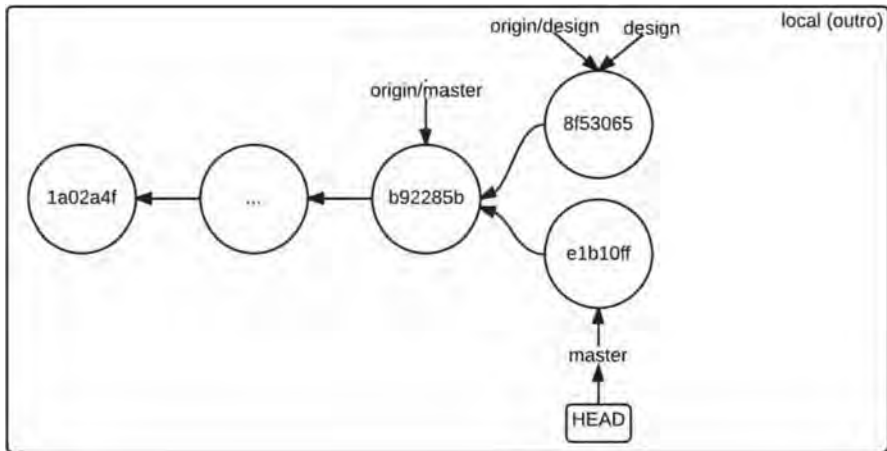 local (outro)
origin/design
design
origin/master
8f53065
1a02a4f
...
b92285b
e1b10ff
master
HEAD